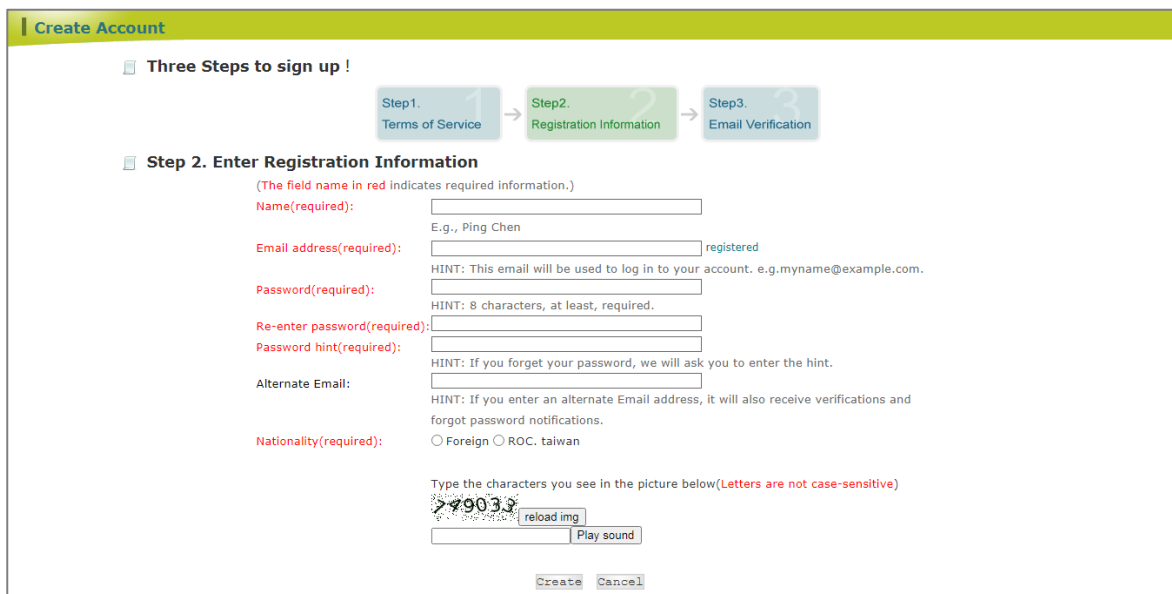 Create Account
Three Steps to sign up !
Step1. 1
Terms of Service
Step2. 2
Registration Information
Step3. 3
Email Verification
Step 2. Enter Registration Information
(The field name in red indicates required information.)
Name(required):
E.g., Ping Chen
Email address(required): registered
HINT: This email will be used to log in to your account. e.g.myname@example.com.
Password(required):
HINT: 8 characters, at least, required.
Re-enter password(required):
Password hint(required):
HINT: If you forget your password, we will ask you to enter the hint.
Alternate Email:
HINT: If you enter an alternate Email address, it will also receive verifications and
forgot password notifications.
Nationality(required): Foreign ROC. taiwan
Type the characters you see in the picture below(Letters are not case-sensitive)
749033 reload img
Play sound
Create Cancel